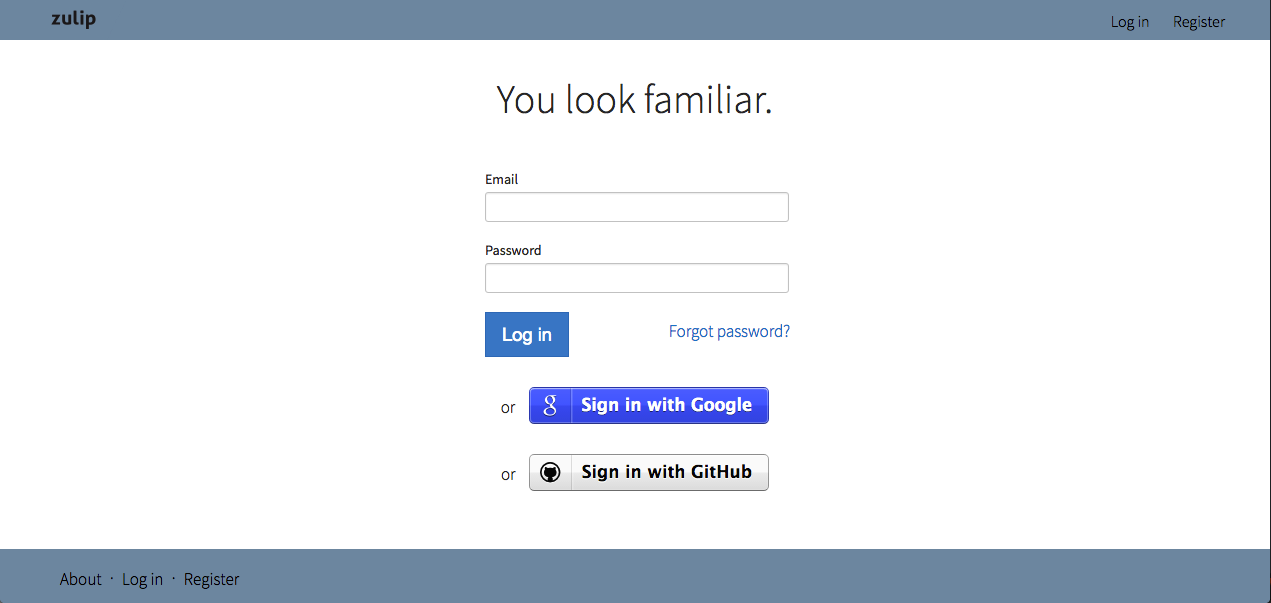 zulip
Log in Register
You look familiar.
Email
Password
Log in Forgot password?
or g Sign in with Google
or Sign in with GitHub
About · Log in · Register